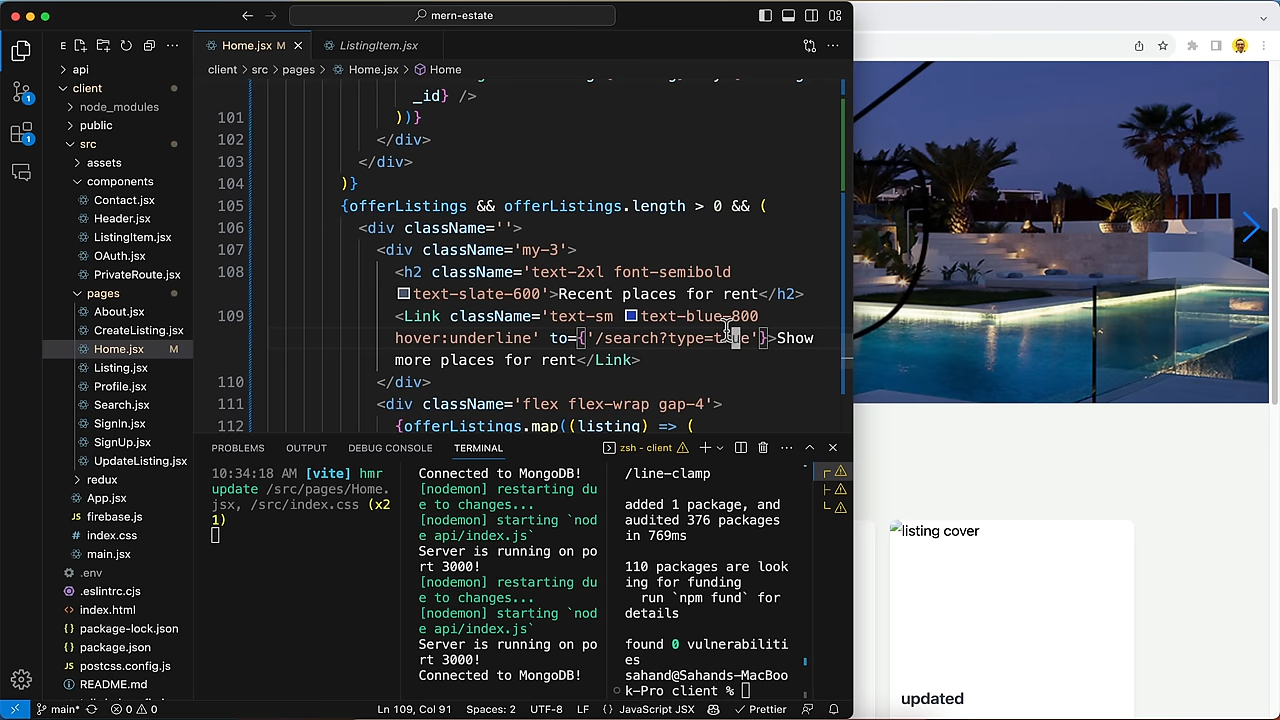 mern-estate
E
Home.jsx M
ListingItem.jsx
client > src > pages > Home.jsx > Home
api
client
node_modules
public
src
assets
components
Contact.jsx
Header.jsx
ListingItem.jsx
OAuth.jsx
PrivateRoute.jsx
pages
About.jsx
CreateListing.jsx
Home.jsx M
Listing.jsx
Profile.jsx
Search.jsx
SignIn.jsx
SignUp.jsx
UpdateListing.jsx
redux
App.jsx
firebase.js
index.css
main.jsx
.env
.eslintrc.cjs
index.html
package-lock.json
package.json
postcss.config.js
README.md
_id} />
101 ))}
102 </div>
103 </div>
104 )}
105 {offerListings && offerListings.length > 0 && (
106 <div className=''>
107 <div className='my-3'>
108 <h2 className='text-2xl font-semibold
text-slate-600'>Recent places for rent</h2>
109 <Link className='text-sm text-blue-800
hover:underline' to={'/search?type=true'}>Show
more places for rent</Link>
110 </div>
111 <div className='flex flex-wrap gap-4'>
112 {offerListings.map((listing) => (
PROBLEMS OUTPUT DEBUG CONSOLE TERMINAL
zsh - client
10:34:18 AM [vite] hmr
update /src/pages/Home.
jsx, /src/index.css (x2
1)
Connected to MongoDB!
[nodemon] restarting du
e to changes...
[nodemon] starting `nod
e api/index.js`
Server is running on po
rt 3000!
[nodemon] restarting du
e to changes...
[nodemon] starting `nod
e api/index.js`
Server is running on po
rt 3000!
Connected to MongoDB!
/line-clamp
added 1 package, and
audited 376 packages
in 769ms
110 packages are look
ing for funding
run `npm fund` for
details
found 0 vulnerabiliti
es
sahand@Sahands-MacBoo
k-Pro client %
main* 0 0
Ln 109, Col 91
Spaces: 2
UTF-8
LF
{} JavaScript JSX
Prettier
listing cover
updated